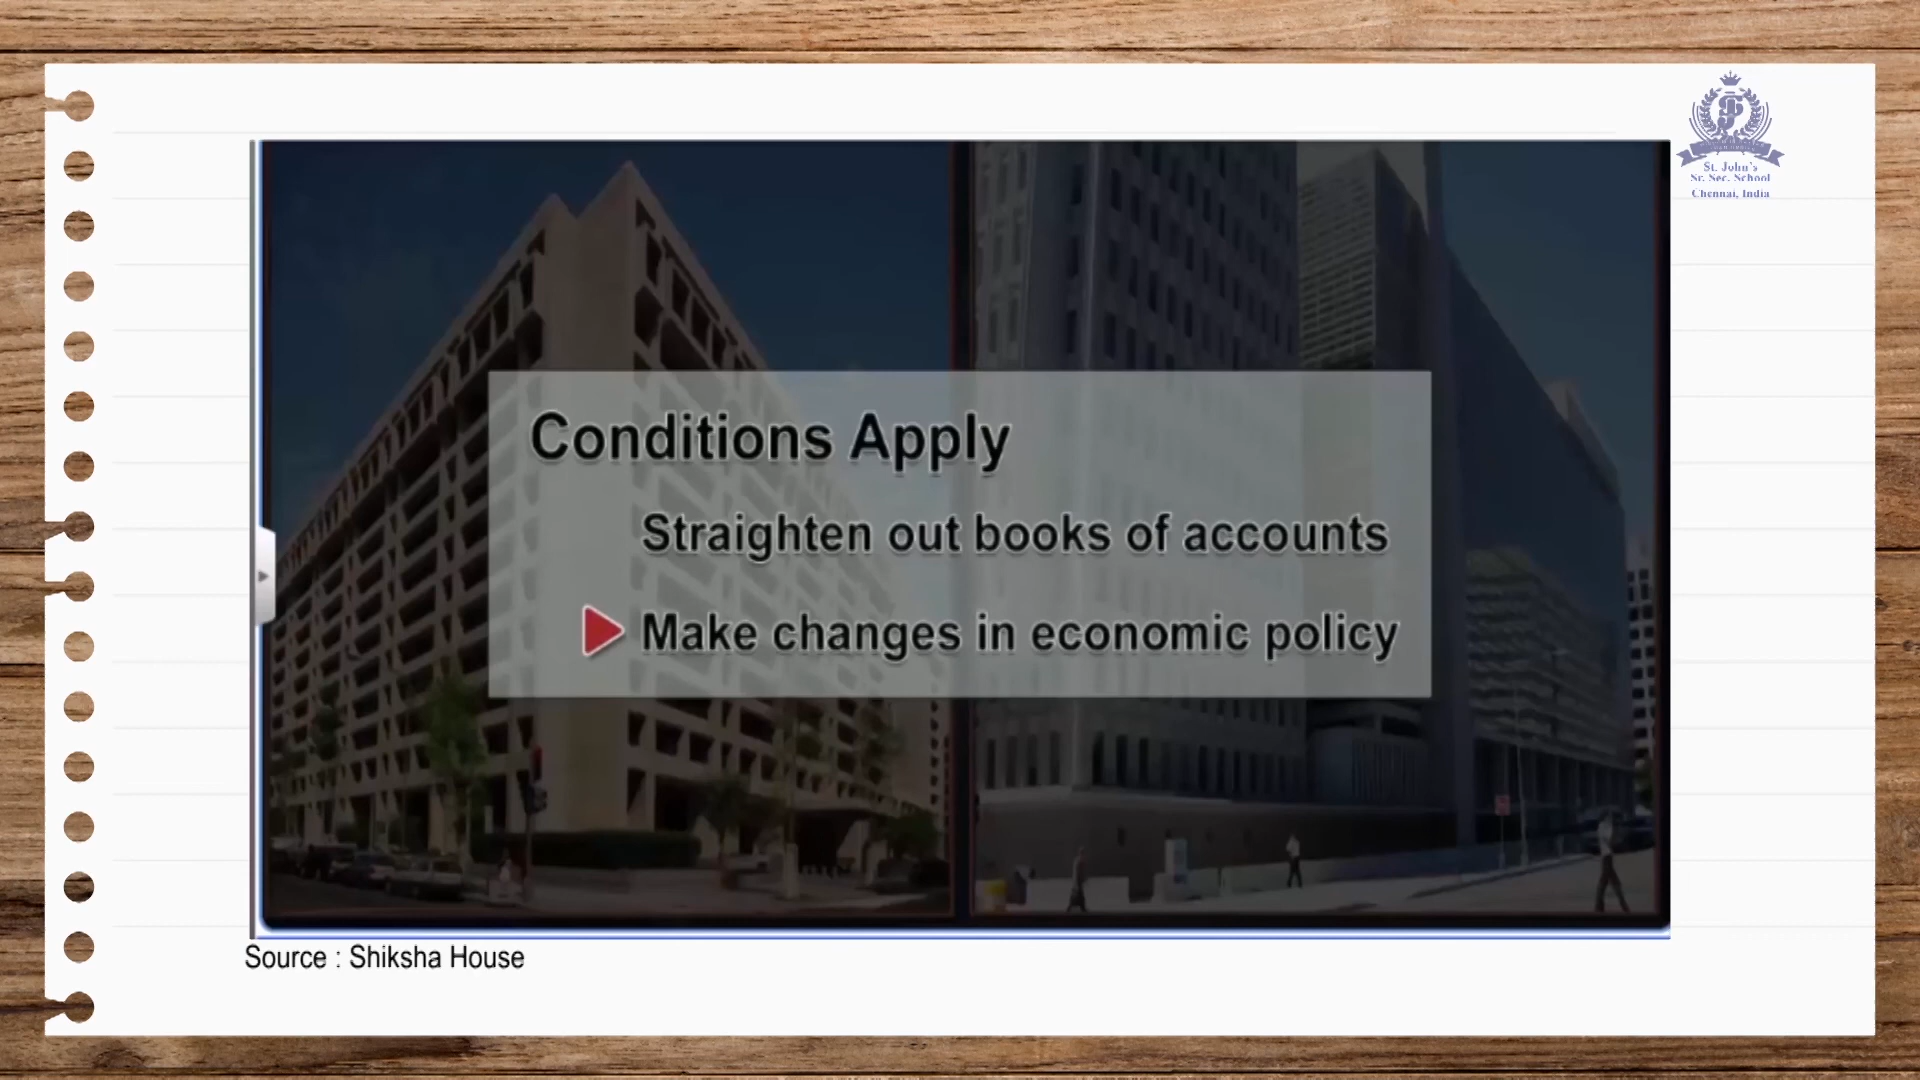 St. John's
Sr. Sec. School
Chennai, India
Conditions Apply
Straighten out books of accounts
Make changes in economic policy
Source : Shiksha House